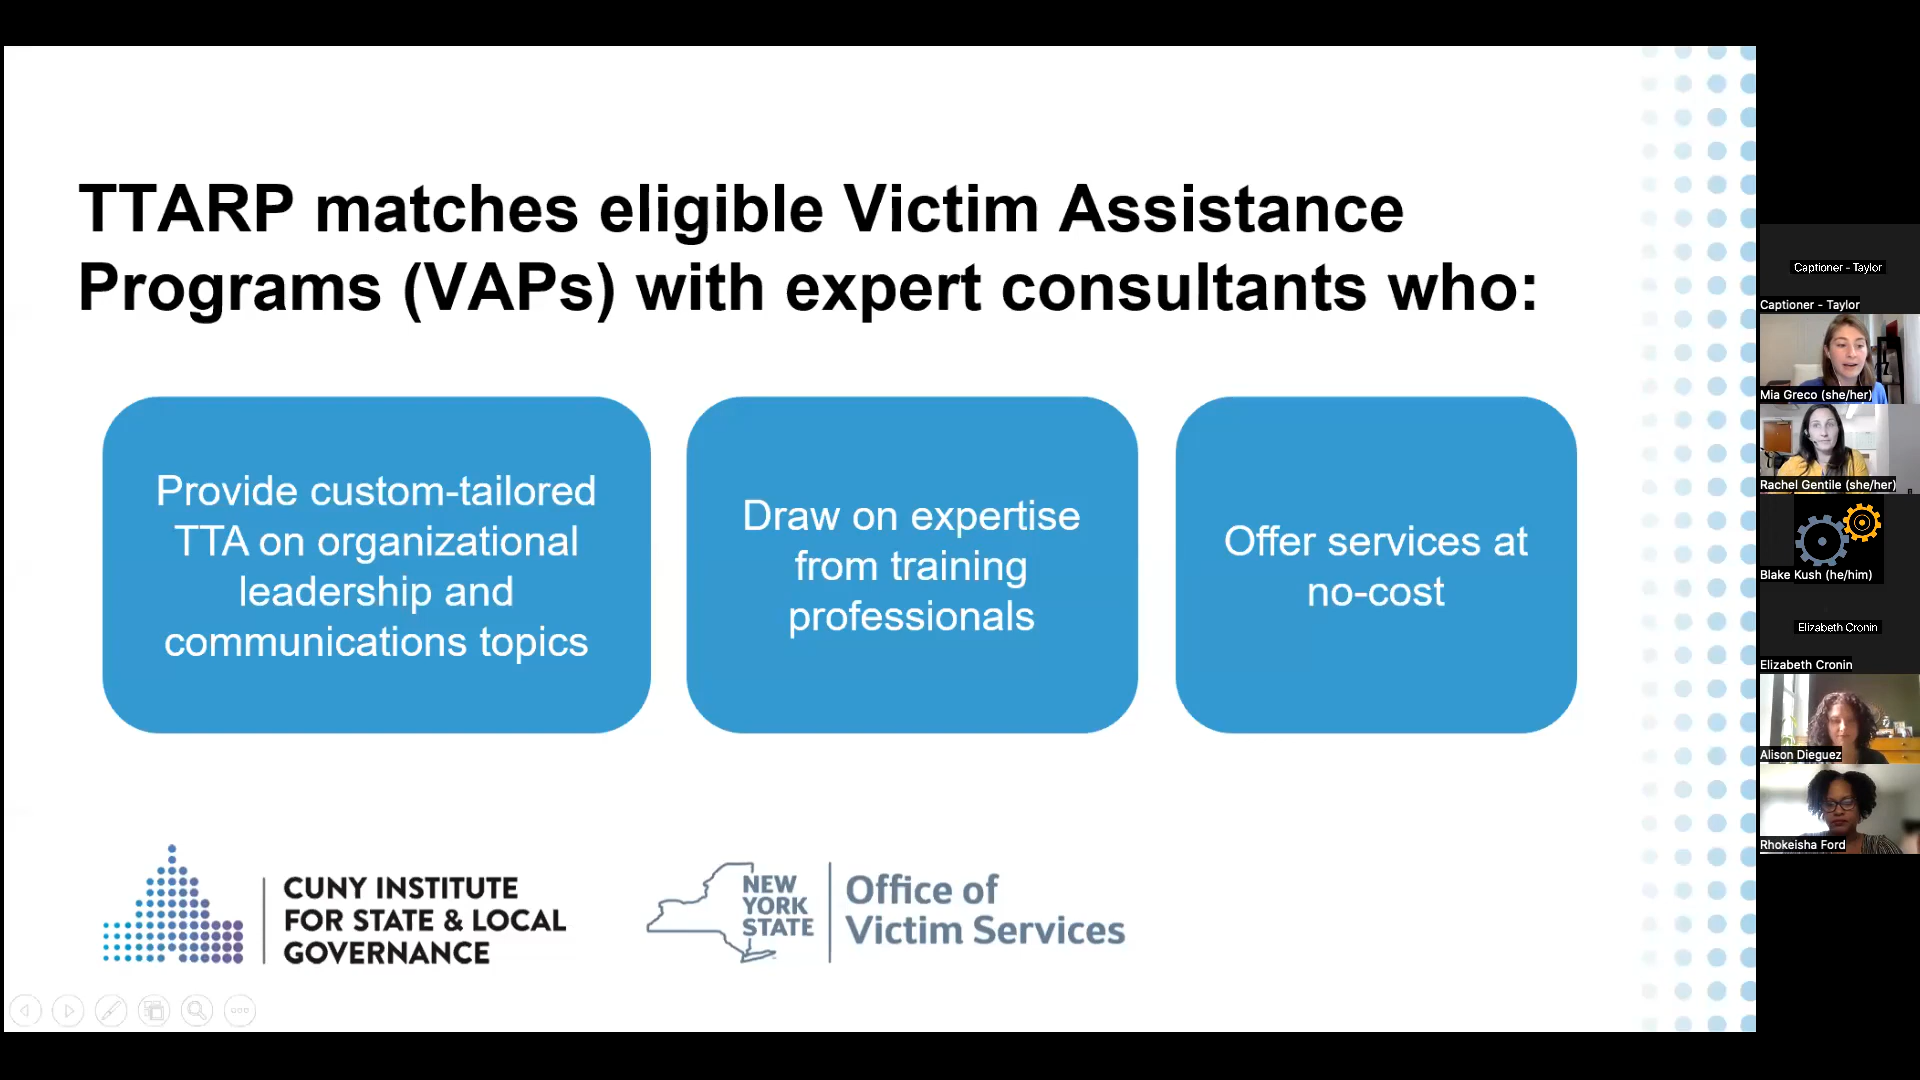 TTARP matches eligible Victim Assistance
Programs (VAPs) with expert consultants who:
Provide custom-tailored
TTA on organizational
leadership and
communications topics
Draw on expertise
from training
professionals
Offer services at
no-cost
CUNY INSTITUTE
FOR STATE & LOCAL
GOVERNANCE
NEW
YORK
STATE
Office of
Victim Services
Captioner - Taylor
Captioner - Taylor
Mia Greco (she/her)
Rachel Gentile (she/her)
Blake Kush (he/him)
Elizabeth Cronin
Elizabeth Cronin
Alison Dieguez
Rhokeisha Ford